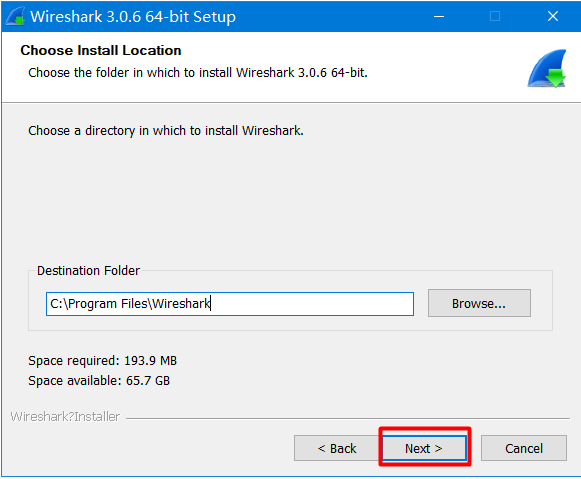 Wireshark 3.0.6 64-bit Setup
Choose Install Location
Choose the folder in which to install Wireshark 3.0.6 64-bit.
Choose a directory in which to install Wireshark.
Destination Folder
C:\Program Files\Wireshark
Browse...
Space required: 193.9 MB
Space available: 65.7 GB
Wireshark?Installer
< Back
Next >
Cancel